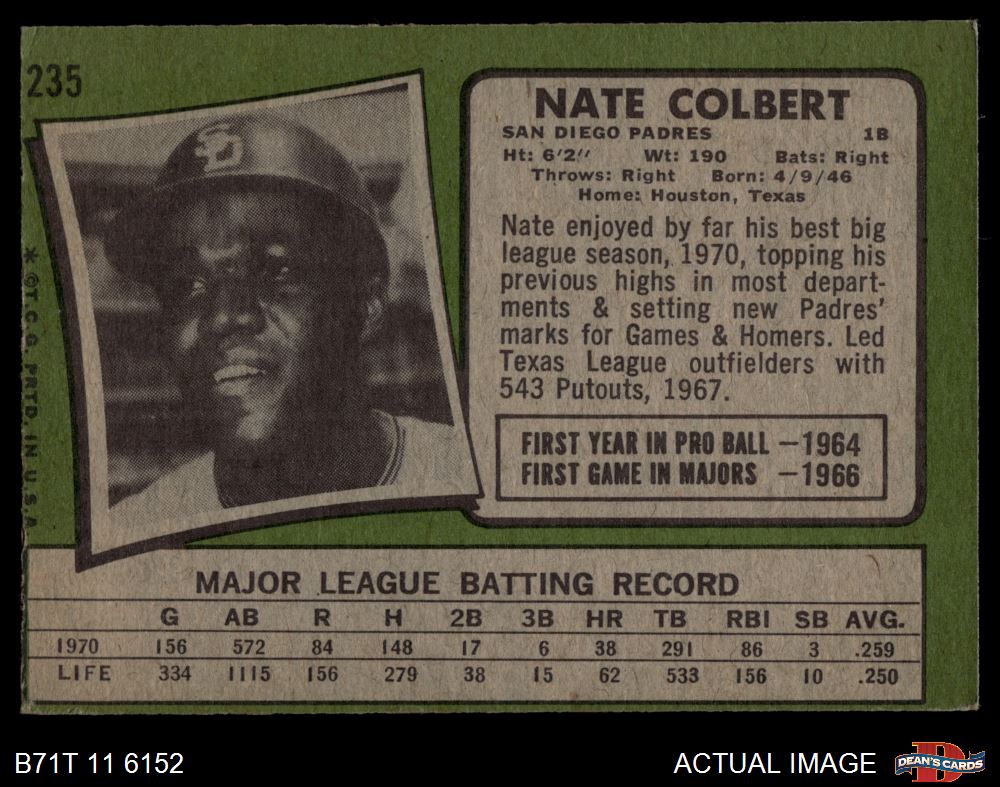 235
NATE COLBERT
SAN DIEGO PADRES 1B
Ht: 6'2" Wt: 190 Bats: Right
Throws: Right Born: 4/9/46
Home: Houston, Texas
Nate enjoyed by far his best big
league season, 1970, topping his
previous highs in most depart-
ments & setting new Padres'
marks for Games & Homers. Led
Texas League outfielders with
543 Putouts, 1967.
FIRST YEAR IN PRO BALL —1964
FIRST GAME IN MAJORS —1966
SD
* ©T.C.G. PRTD. IN U.S.A.
MAJOR LEAGUE BATTING RECORD
G AB R H 2B 3B HR TB RBI SB AVG.
1970 156 572 84 148 17 6 38 291 86 3 .259
LIFE 334 1115 156 279 38 15 62 533 156 10 .250
B71T 11 6152 ACTUAL IMAGE
D
DEAN'S CARDS